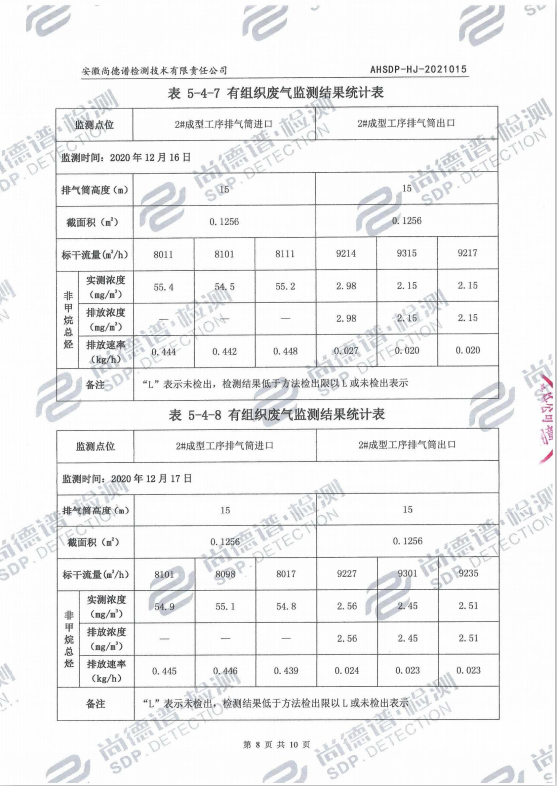 安徽尚德谱检测技术有限责任公司 AHSDP-HJ-2021015
表 5-4-7 有组织废气监测结果统计表
监测点位 2#成型工序排气筒进口 2#成型工序排气筒出口
监测时间：2020 年 12 月 16 日
排气筒高度（m） 15 15
截面积（m²） 0.1256 0.1256
标干流量(m³/h) 8011 8101 8111 9214 9315 9217
非甲烷总烃
实测浓度（mg/m³） 55.4 54.5 55.2 2.98 2.15 2.15
排放浓度（mg/m³） — — — 2.98 2.15 2.15
排放速率（kg/h） 0.444 0.442 0.448 0.027 0.020 0.020
备注 “L”表示未检出，检测结果低于方法检出限以 L 或未检出表示
表 5-4-8 有组织废气监测结果统计表
监测点位 2#成型工序排气筒进口 2#成型工序排气筒出口
监测时间：2020 年 12 月 17 日
排气筒高度（m） 15 15
截面积（m²） 0.1256 0.1256
标干流量(m³/h) 8101 8098 8017 9227 9301 9235
非甲烷总烃
实测浓度（mg/m³） 54.9 55.1 54.8 2.56 2.45 2.51
排放浓度（mg/m³） — — — 2.56 2.45 2.51
排放速率（kg/h） 0.445 0.446 0.439 0.024 0.023 0.023
备注 “L”表示未检出，检测结果低于方法检出限以 L 或未检出表示
第 8 页 共 10 页
尚德谱·检测
SDP.DETECTION